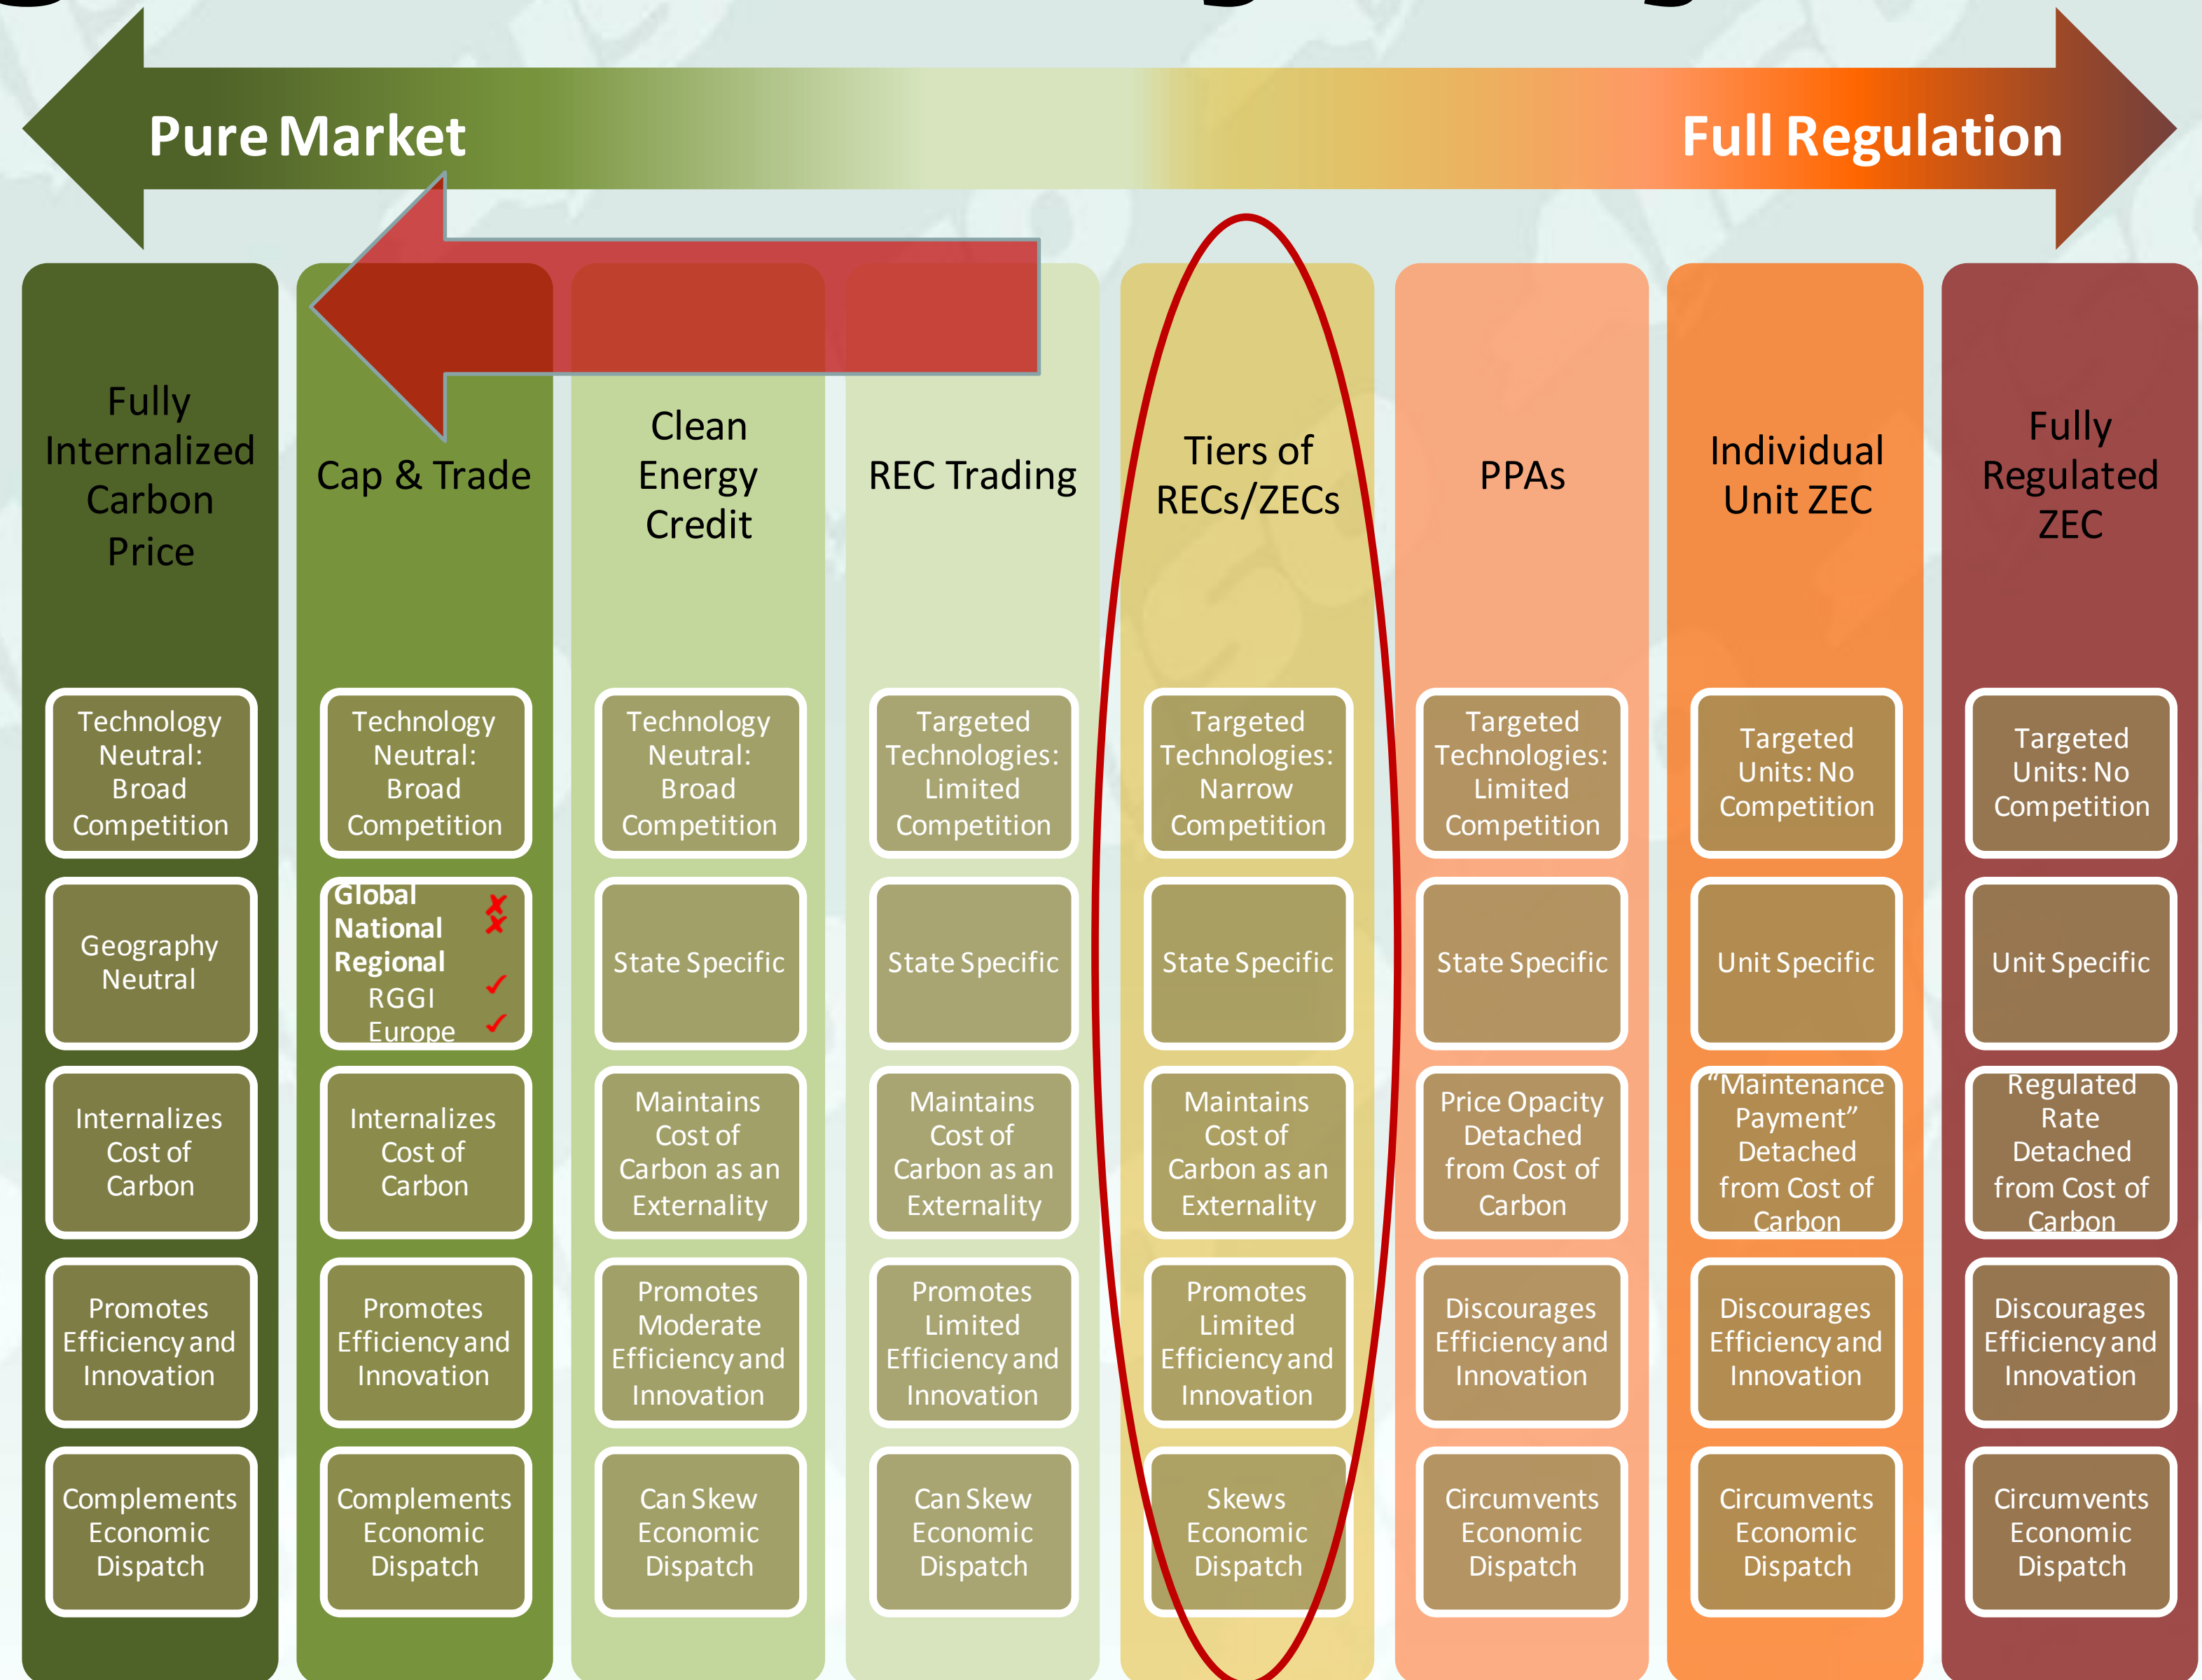 Pure Market
Full Regulation
Fully
Internalized
Carbon
Price
Technology
Neutral:
Broad
Competition
Geography
Neutral
Internalizes
Cost of
Carbon
Promotes
Efficiency and
Innovation
Complements
Economic
Dispatch
Cap & Trade
Technology
Neutral:
Broad
Competition
Global ✗
National ✗
Regional
RGGI ✓
Europe ✓
Internalizes
Cost of
Carbon
Promotes
Efficiency and
Innovation
Complements
Economic
Dispatch
Clean
Energy
Credit
Technology
Neutral:
Broad
Competition
State Specific
Maintains
Cost of
Carbon as an
Externality
Promotes
Moderate
Efficiency and
Innovation
Can Skew
Economic
Dispatch
REC Trading
Targeted
Technologies:
Limited
Competition
State Specific
Maintains
Cost of
Carbon as an
Externality
Promotes
Limited
Efficiency and
Innovation
Can Skew
Economic
Dispatch
Tiers of
RECs/ZECs
Targeted
Technologies:
Narrow
Competition
State Specific
Maintains
Cost of
Carbon as an
Externality
Promotes
Limited
Efficiency and
Innovation
Skews
Economic
Dispatch
PPAs
Targeted
Technologies:
Limited
Competition
State Specific
Price Opacity
Detached
from Cost of
Carbon
Discourages
Efficiency and
Innovation
Circumvents
Economic
Dispatch
Individual
Unit ZEC
Targeted
Units: No
Competition
Unit Specific
“Maintenance
Payment”
Detached
from Cost of
Carbon
Discourages
Efficiency and
Innovation
Circumvents
Economic
Dispatch
Fully
Regulated
ZEC
Targeted
Units: No
Competition
Unit Specific
Regulated
Rate
Detached
from Cost of
Carbon
Discourages
Efficiency and
Innovation
Circumvents
Economic
Dispatch